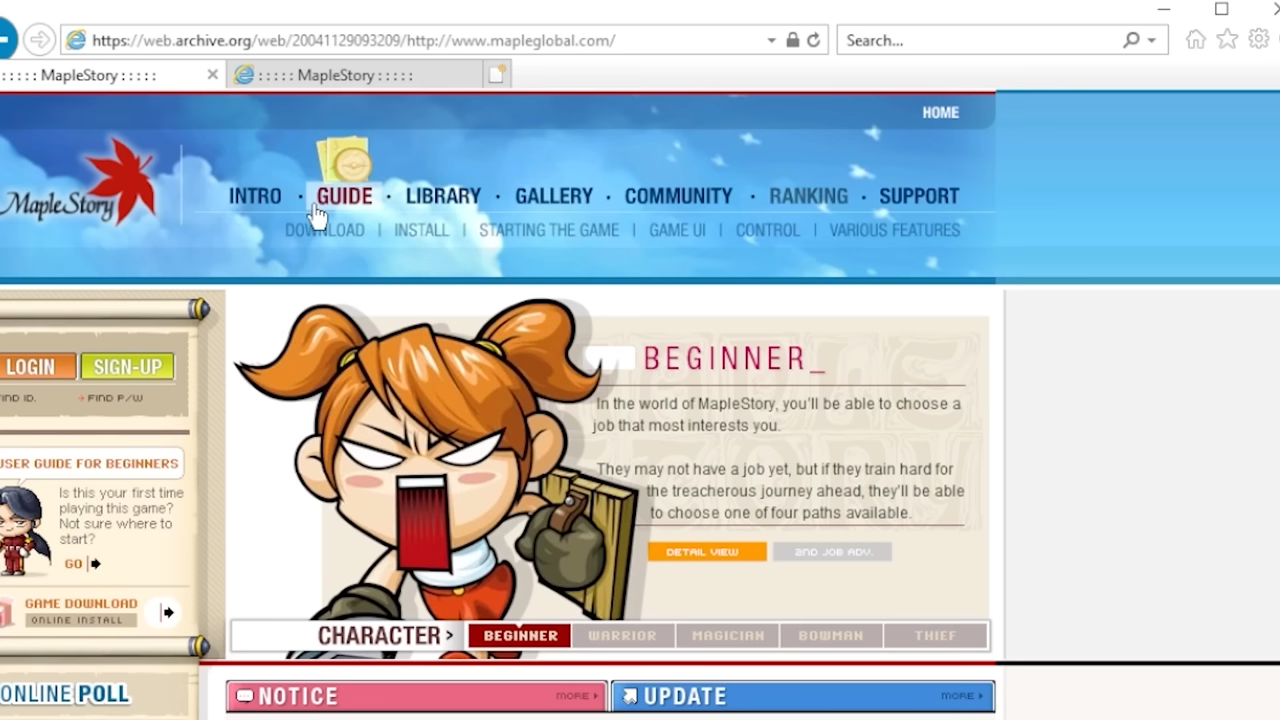 https://web.archive.org/web/20041129093209/http://www.mapleglobal.com/
Search...
: : : : : MapleStory : : : : :
: : : : : MapleStory : : : : :
HOME
MapleStory
INTRO · GUIDE · LIBRARY · GALLERY · COMMUNITY · RANKING · SUPPORT
DOWNLOAD | INSTALL | STARTING THE GAME | GAME UI | CONTROL | VARIOUS FEATURES
LOGIN
SIGN-UP
IND ID.
FIND P/W
USER GUIDE FOR BEGINNERS
Is this your first time
playing this game?
Not sure where to
start?
GO
GAME DOWNLOAD
ONLINE INSTALL
ONLINE POLL
BEGINNER_
In the world of MapleStory, you'll be able to choose a
job that most interests you.
They may not have a job yet, but if they train hard for
the treacherous journey ahead, they'll be able
to choose one of four paths available.
DETAIL VIEW
2ND JOB ADV.
CHARACTER >
BEGINNER
WARRIOR
MAGICIAN
BOWMAN
THIEF
NOTICE
MORE
UPDATE
MORE